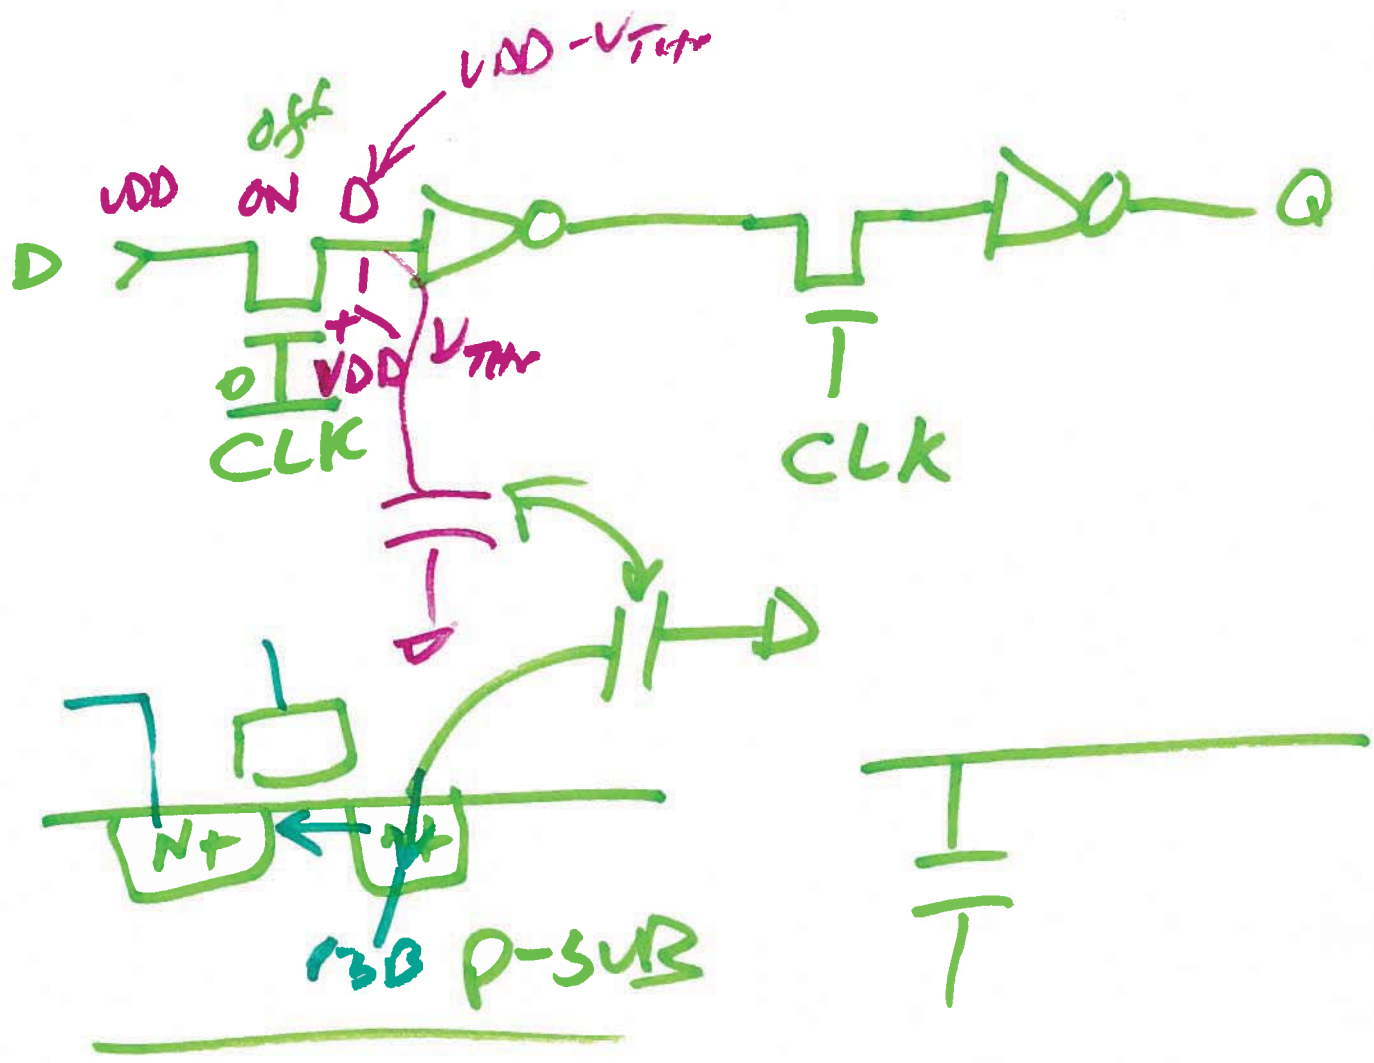 VDD-VTHN
off
VDD ON D
D
Q
+
VDD VTHN
0
CLK
CLK
N+ N+
P-SUB